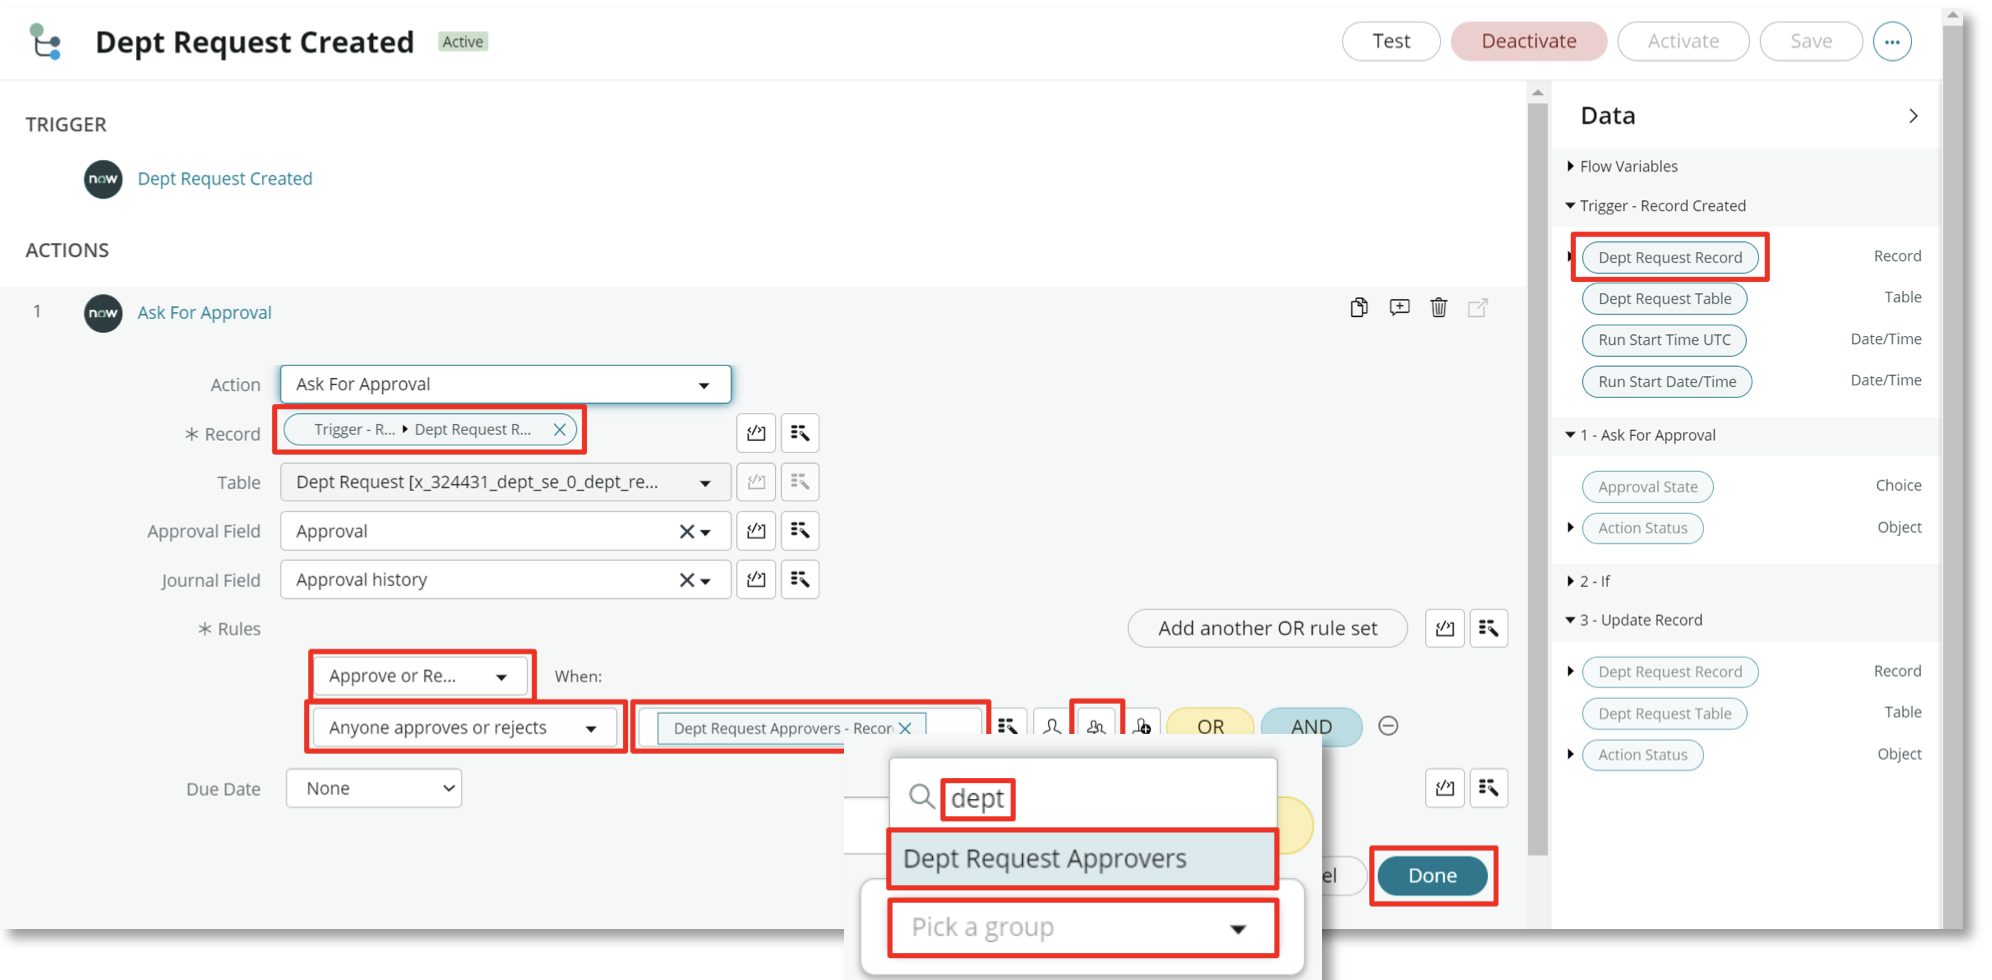 Dept Request Created Active
Test Deactivate Activate Save ...
TRIGGER
now Dept Request Created
ACTIONS
1 now Ask For Approval
Action Ask For Approval
* Record Trigger - R... Dept Request R...
Table Dept Request [x_324431_dept_se_0_dept_re...
Approval Field Approval
Journal Field Approval history
* Rules Add another OR rule set
Approve or Re... When:
Anyone approves or rejects Dept Request Approvers - Recor OR AND
Due Date None
dept
Dept Request Approvers
Pick a group
el Done
Data
Flow Variables
Trigger - Record Created
Dept Request Record Record
Dept Request Table Table
Run Start Time UTC Date/Time
Run Start Date/Time Date/Time
1 - Ask For Approval
Approval State Choice
Action Status Object
2 - If
3 - Update Record
Dept Request Record Record
Dept Request Table Table
Action Status Object